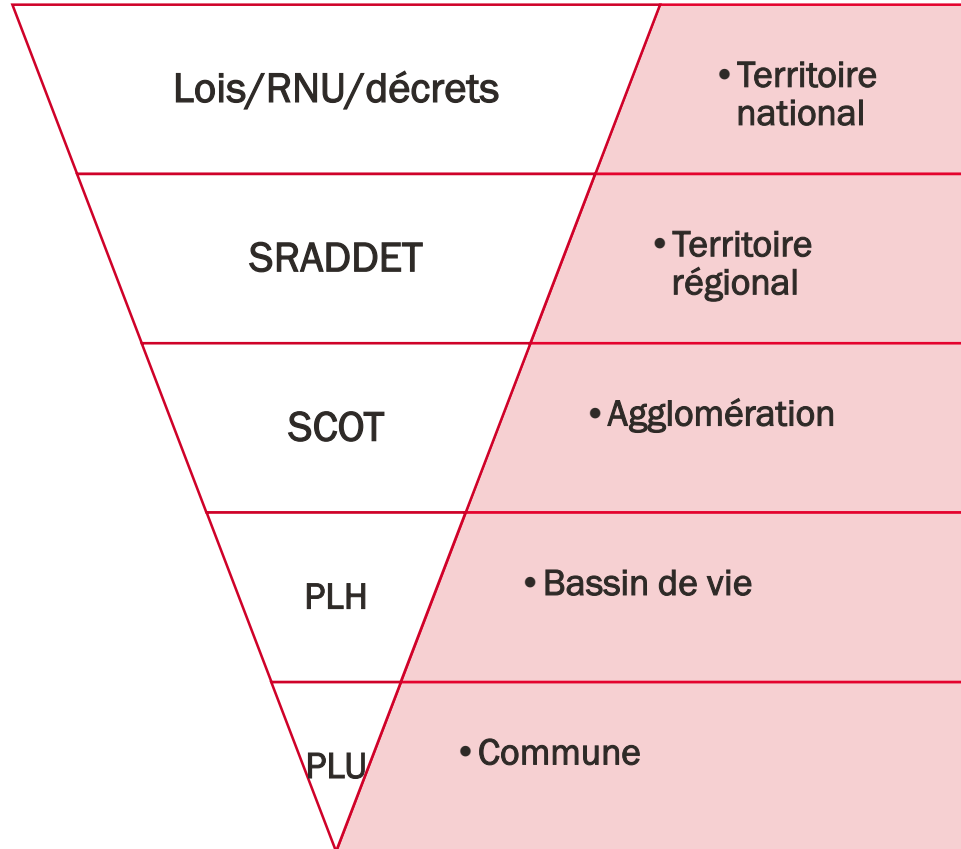 Lois/RNU/décrets
• Territoire
national
SRADDET
• Territoire
régional
SCOT
• Agglomération
PLH
• Bassin de vie
PLU
• Commune